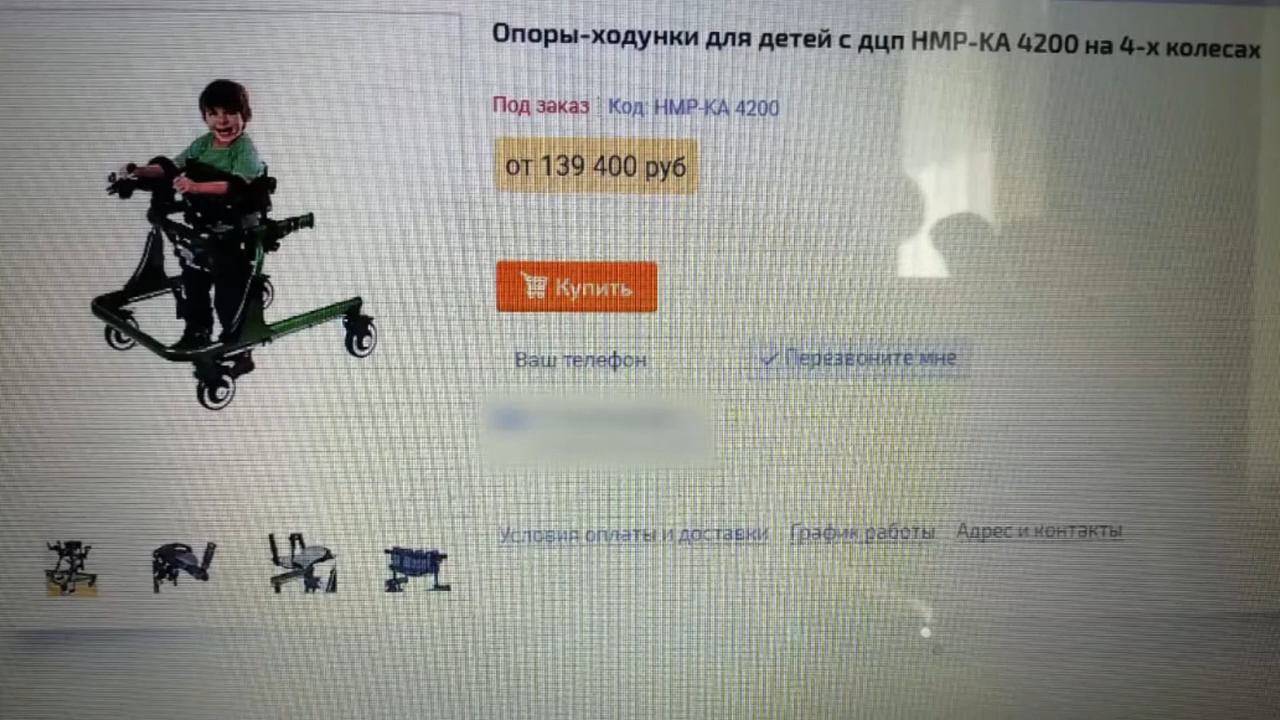 Опоры-ходунки для детей с дцп HMP-KA 4200 на 4-х колесах
Под заказ Код: HMP-KA 4200
от 139 400 руб
Купить
Ваш телефон Перезвоните мне
Условия оплаты и доставки График работы Адрес и контакты